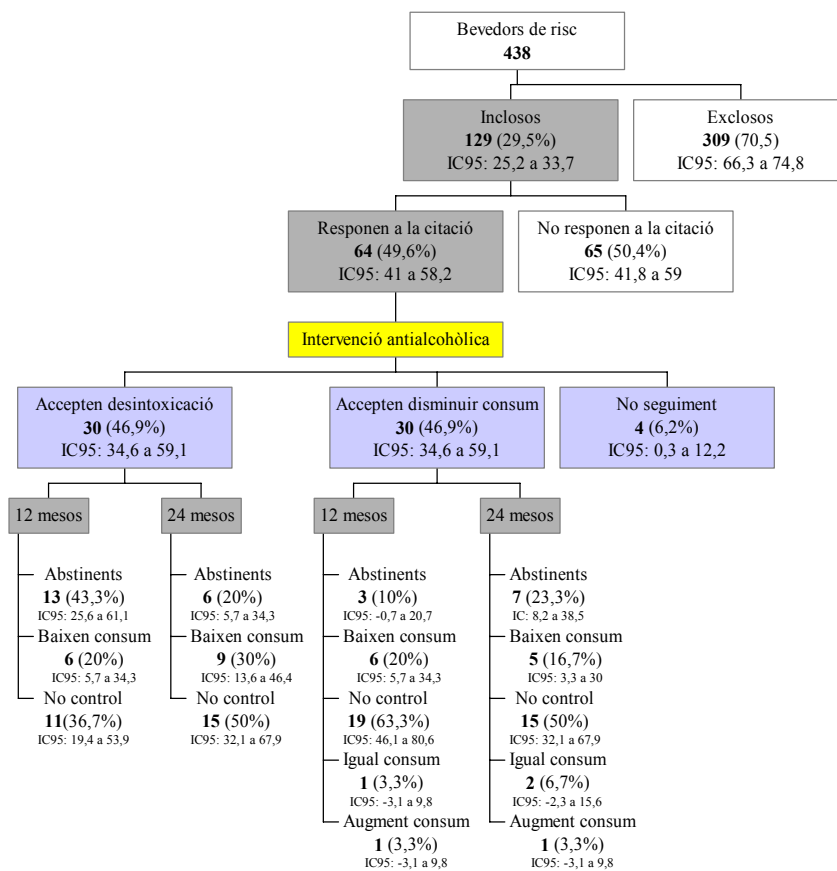 Bevedors de risc
438
Inclosos
129 (29,5%)
IC95: 25,2 a 33,7
Exclosos
309 (70,5)
IC95: 66,3 a 74,8
Responen a la citació
64 (49,6%)
IC95: 41 a 58,2
No responen a la citació
65 (50,4%)
IC95: 41,8 a 59
Intervenció antialcohòlica
Accepten desintoxicació
30 (46,9%)
IC95: 34,6 a 59,1
Accepten disminuir consum
30 (46,9%)
IC95: 34,6 a 59,1
No seguiment
4 (6,2%)
IC95: 0,3 a 12,2
12 mesos
Abstinents
13 (43,3%)
IC95: 25,6 a 61,1
Baixen consum
6 (20%)
IC95: 5,7 a 34,3
No control
11(36,7%)
IC95: 19,4 a 53,9
24 mesos
Abstinents
6 (20%)
IC95: 5,7 a 34,3
Baixen consum
9 (30%)
IC95: 13,6 a 46,4
No control
15 (50%)
IC95: 32,1 a 67,9
12 mesos
Abstinents
3 (10%)
IC95: -0,7 a 20,7
Baixen consum
6 (20%)
IC95: 5,7 a 34,3
No control
19 (63,3%)
IC95: 46,1 a 80,6
Igual consum
1 (3,3%)
IC95: -3,1 a 9,8
Augment consum
1 (3,3%)
IC95: -3,1 a 9,8
24 mesos
Abstinents
7 (23,3%)
IC: 8,2 a 38,5
Baixen consum
5 (16,7%)
IC95: 3,3 a 30
No control
15 (50%)
IC95: 32,1 a 67,9
Igual consum
2 (6,7%)
IC95: -2,3 a 15,6
Augment consum
1 (3,3%)
IC95: -3,1 a 9,8